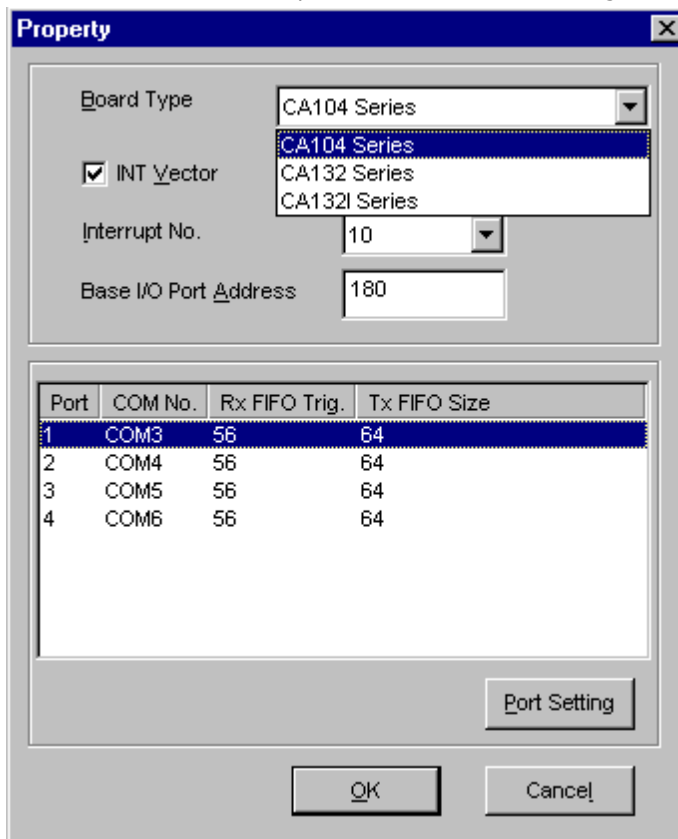 Property
Board Type CA104 Series
CA104 Series
INT Vector CA132 Series
CA132I Series
Interrupt No. 10
Base I/O Port Address 180
Port COM No. Rx FIFO Trig. Tx FIFO Size
1 COM3 56 64
2 COM4 56 64
3 COM5 56 64
4 COM6 56 64
Port Setting
OK Cancel